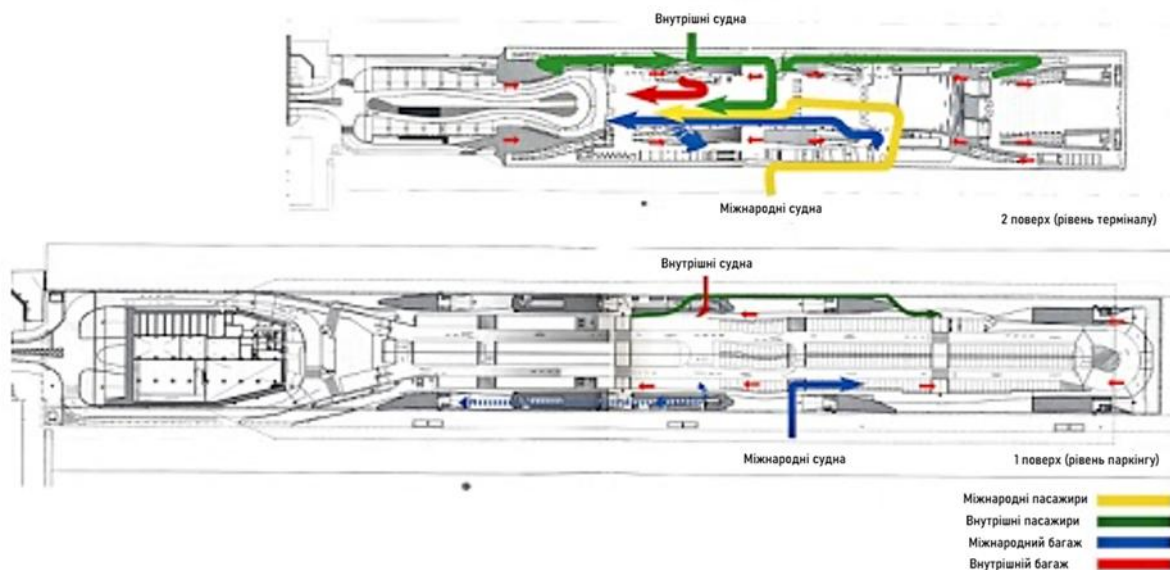 Внутрішні судна
Міжнародні судна
2 поверх (рівень терміналу)
Внутрішні судна
Міжнародні судна
1 поверх (рівень паркінгу)
Міжнародні пасажири
Внутрішні пасажири
Міжнародний багаж
Внутрішній багаж